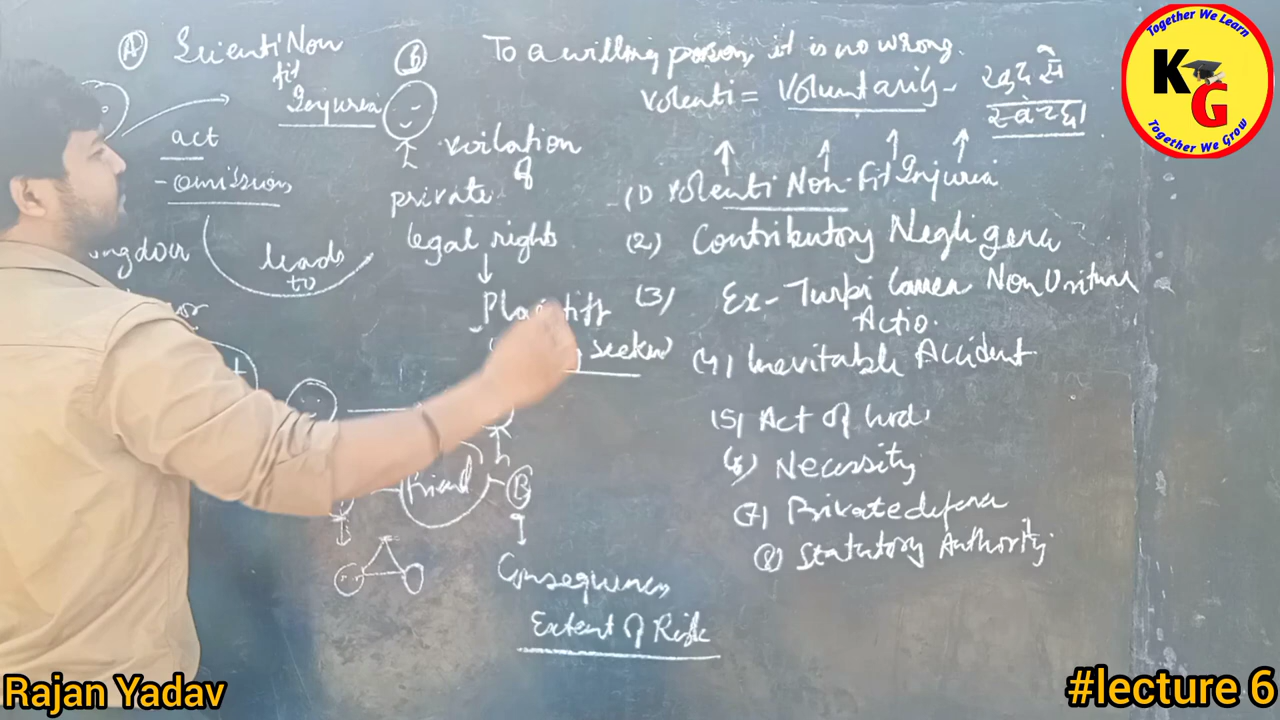 (A) Scienti Non
fit
Injuria
act
- omission
leads
to
(b)
voilation
of
private
legal rights
Plaintiff
seeker)
friend
(B)
Consequences
Extent of Risk
To a willing person, it is no wrong.
Volenti = Voluntarily -
(1) Volenti Non-Fit Injuria
(2) Contributory Negligence
(3) Ex-Turpi Causa Non Oritur
Actio.
(4) Inevitable Accident
(5) Act of God
(6) Necessity
(7) Private defence
(8) Statutory Authority
Together We Learn
KG
Together We Grow
Rajan Yadav
#lecture 6